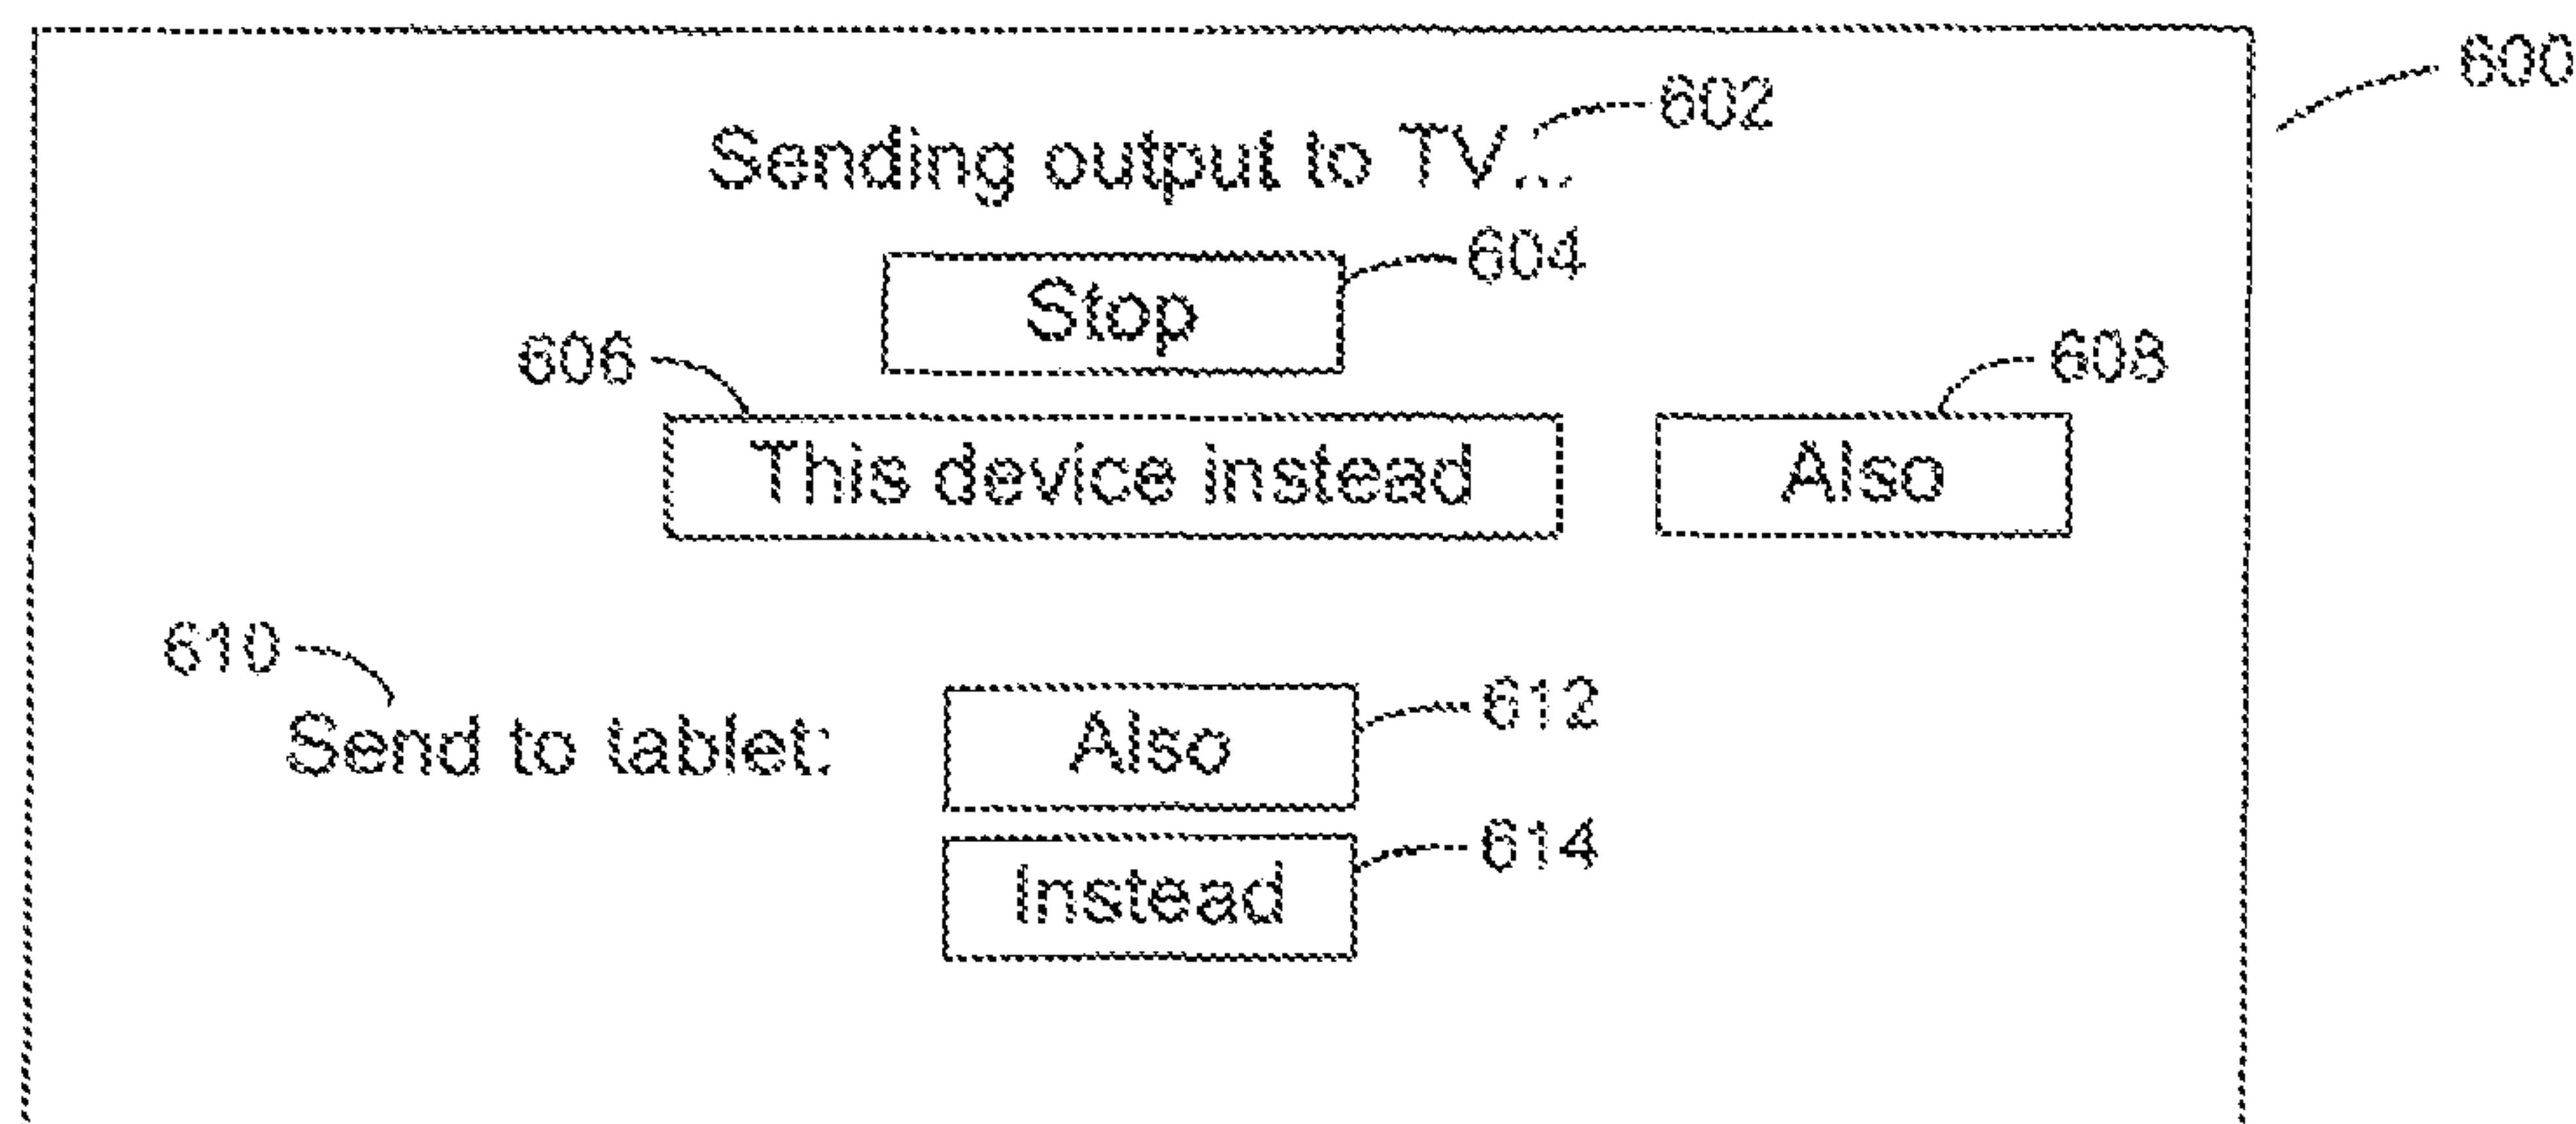 600
Sending output to TV... 602
Stop 604
606 608
This device instead Also
610
Send to tablet: Also 612
Instead 614